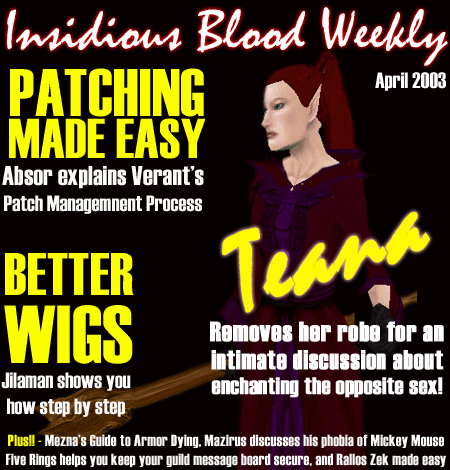 Insidious Blood Weekly
April 2003
PATCHING
MADE EASY
Absor explains Verant's
Patch Managemnent Process
Teana
Removes her robe for an
intimate discussion about
enchanting the opposite sex!
BETTER
WIGS
Jilaman shows you
how step by step
Plus!! - Mezna's Guide to Armor Dying, Mazirus discusses his phobia of Mickey Mouse
Five Rings helps you keep your guild message board secure, and Rallos Zek made easy